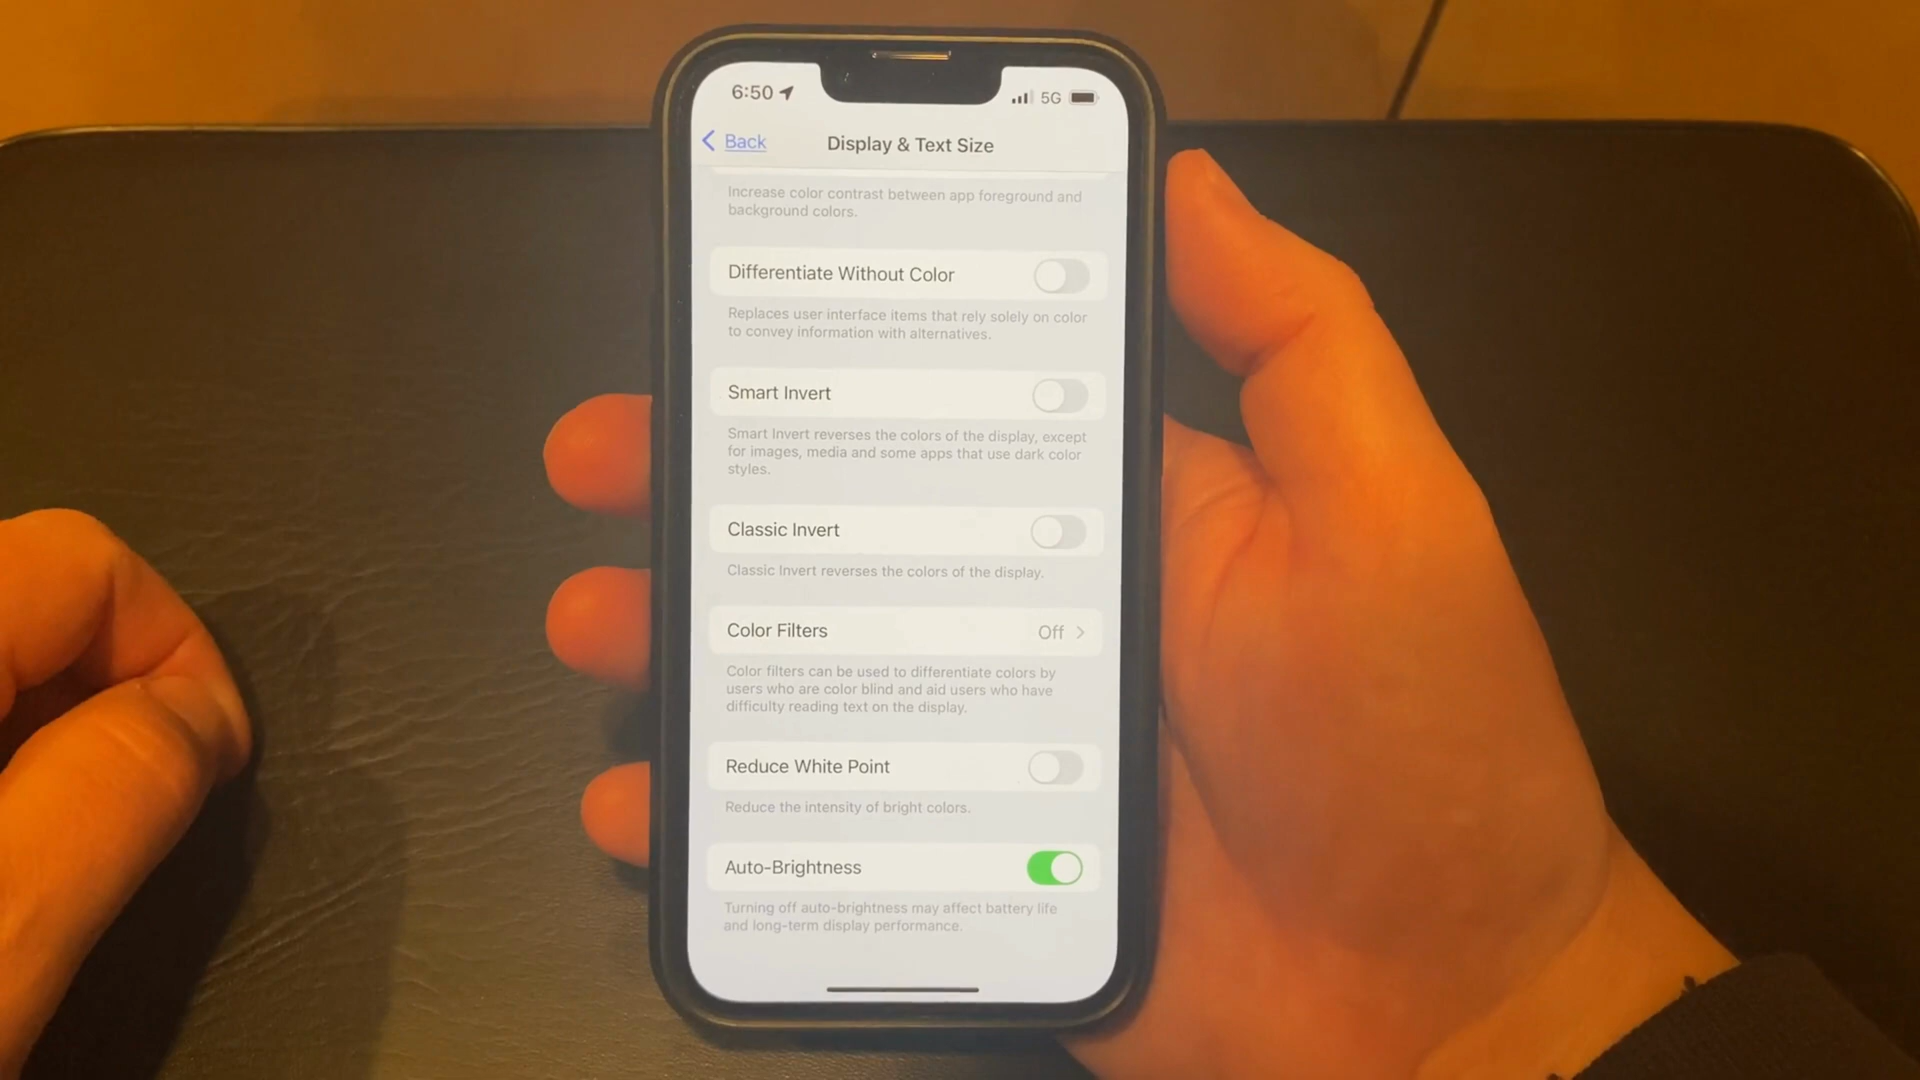 6:50
5G
Back
Display & Text Size
Increase color contrast between app foreground and
background colors.
Differentiate Without Color
Replaces user interface items that rely solely on color
to convey information with alternatives.
Smart Invert
Smart Invert reverses the colors of the display, except
for images, media and some apps that use dark color
styles.
Classic Invert
Classic Invert reverses the colors of the display.
Color Filters
Off
Color filters can be used to differentiate colors by
users who are color blind and aid users who have
difficulty reading text on the display.
Reduce White Point
Reduce the intensity of bright colors.
Auto-Brightness
Turning off auto-brightness may affect battery life
and long-term display performance.